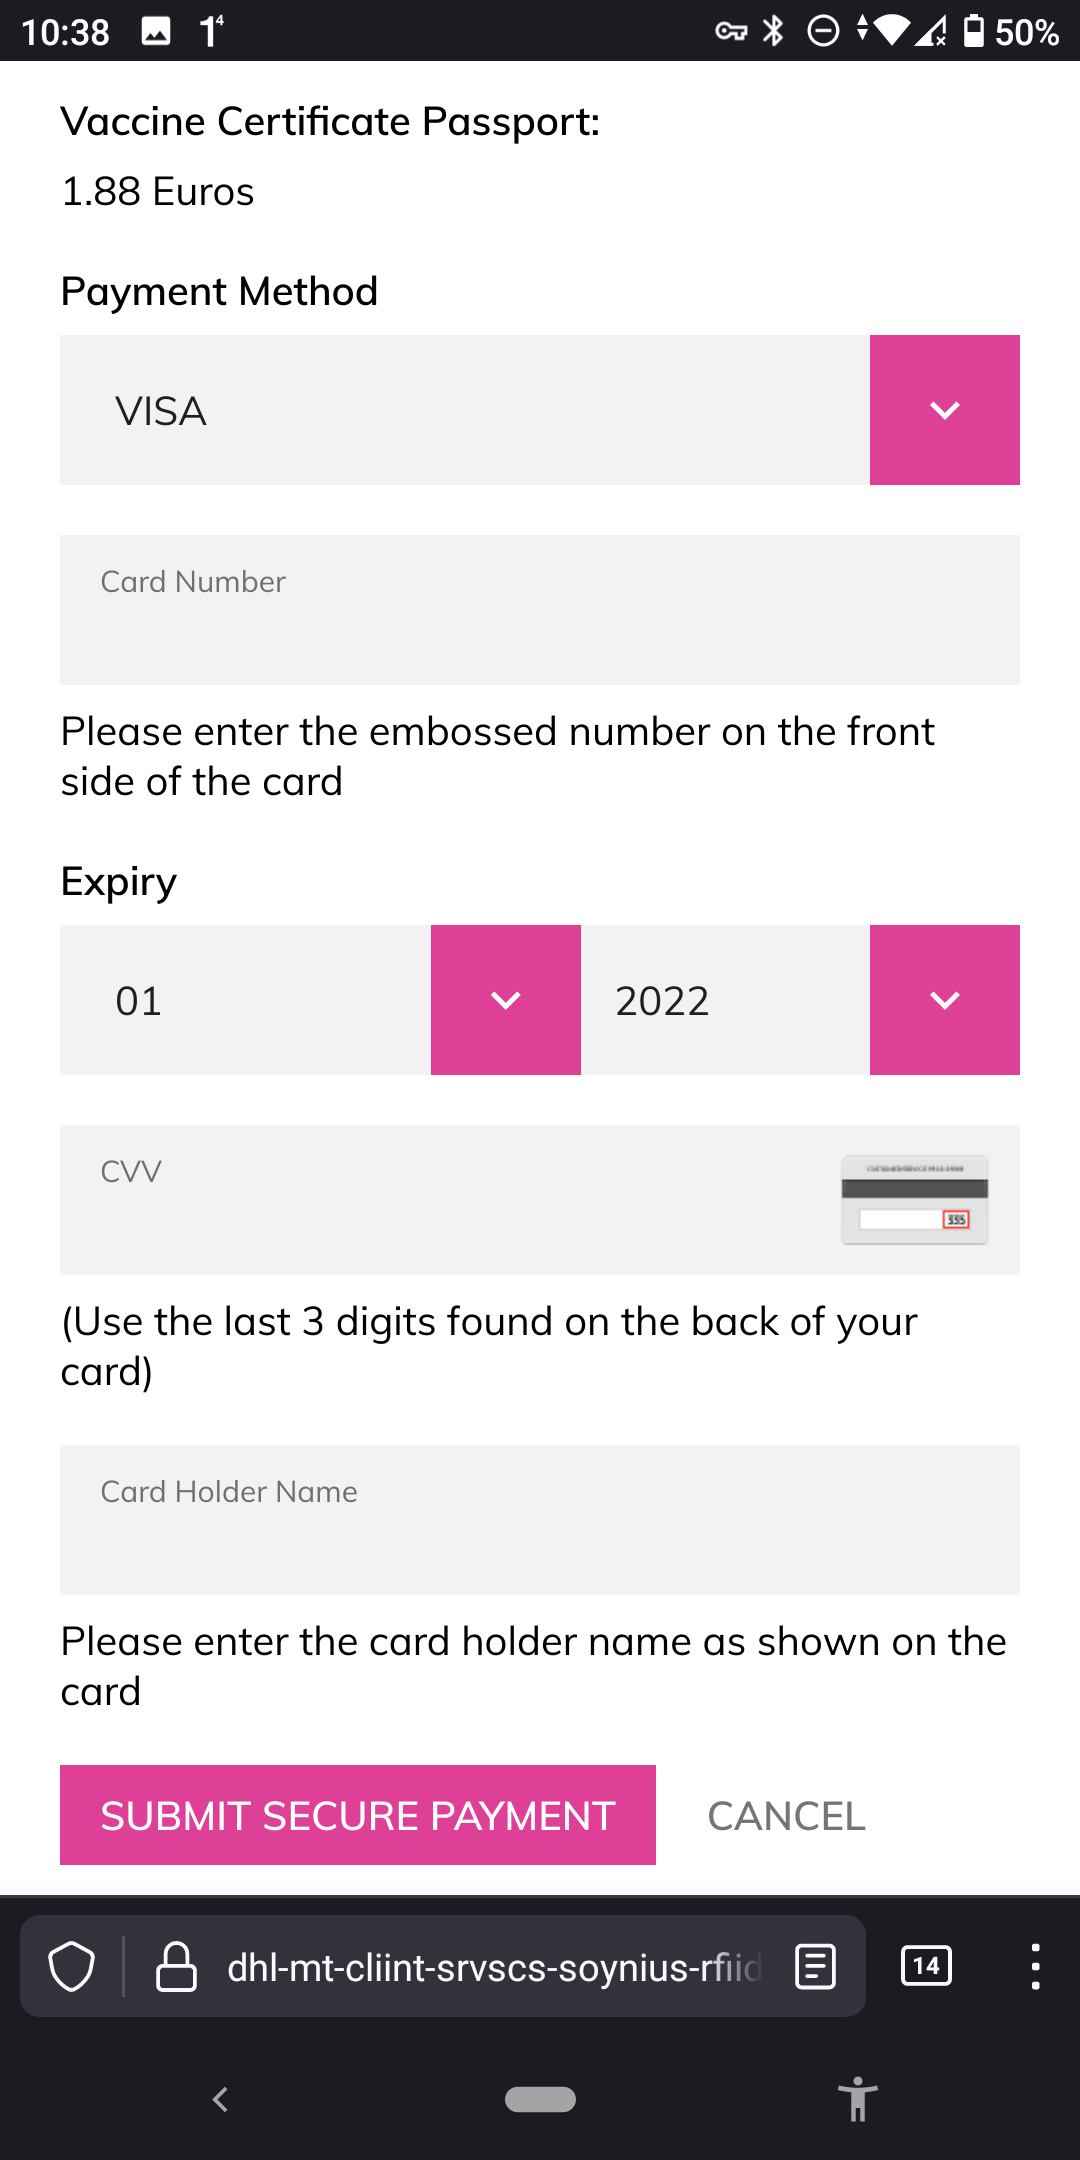 10:38 1 4 50%
Vaccine Certificate Passport:
1.88 Euros
Payment Method
VISA
Card Number
Please enter the embossed number on the front
side of the card
Expiry
01 2022
CVV
335
(Use the last 3 digits found on the back of your
card)
Card Holder Name
Please enter the card holder name as shown on the
card
SUBMIT SECURE PAYMENT CANCEL
dhl-mt-cliint-srvscs-soynius-rfiid 14